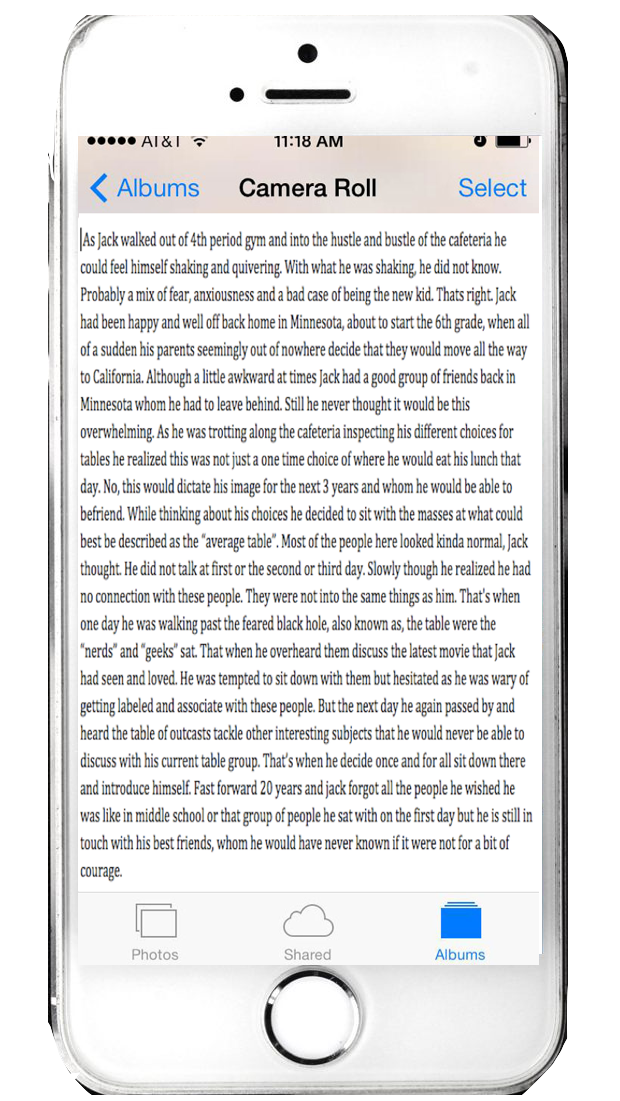 ●●●●● AT&T 11:18 AM
Albums Camera Roll Select
As Jack walked out of 4th period gym and into the hustle and bustle of the cafeteria he
could feel himself shaking and quivering. With what he was shaking, he did not know.
Probably a mix of fear, anxiousness and a bad case of being the new kid. Thats right. Jack
had been happy and well off back home in Minnesota, about to start the 6th grade, when all
of a sudden his parents seemingly out of nowhere decide that they would move all the way
to California. Although a little awkward at times Jack had a good group of friends back in
Minnesota whom he had to leave behind. Still he never thought it would be this
overwhelming. As he was trotting along the cafeteria inspecting his different choices for
tables he realized this was not just a one time choice of where he would eat his lunch that
day. No, this would dictate his image for the next 3 years and whom he would be able to
befriend. While thinking about his choices he decided to sit with the masses at what could
best be described as the “average table”. Most of the people here looked kinda normal, Jack
thought. He did not talk at first or the second or third day. Slowly though he realized he had
no connection with these people. They were not into the same things as him. That's when
one day he was walking past the feared black hole, also known as, the table were the
“nerds” and “geeks” sat. That when he overheard them discuss the latest movie that Jack
had seen and loved. He was tempted to sit down with them but hesitated as he was wary of
getting labeled and associate with these people. But the next day he again passed by and
heard the table of outcasts tackle other interesting subjects that he would never be able to
discuss with his current table group. That's when he decide once and for all sit down there
and introduce himself. Fast forward 20 years and jack forgot all the people he wished he
was like in middle school or that group of people he sat with on the first day but he is still in
touch with his best friends, whom he would have never known if it were not for a bit of
courage.
Photos Shared Albums